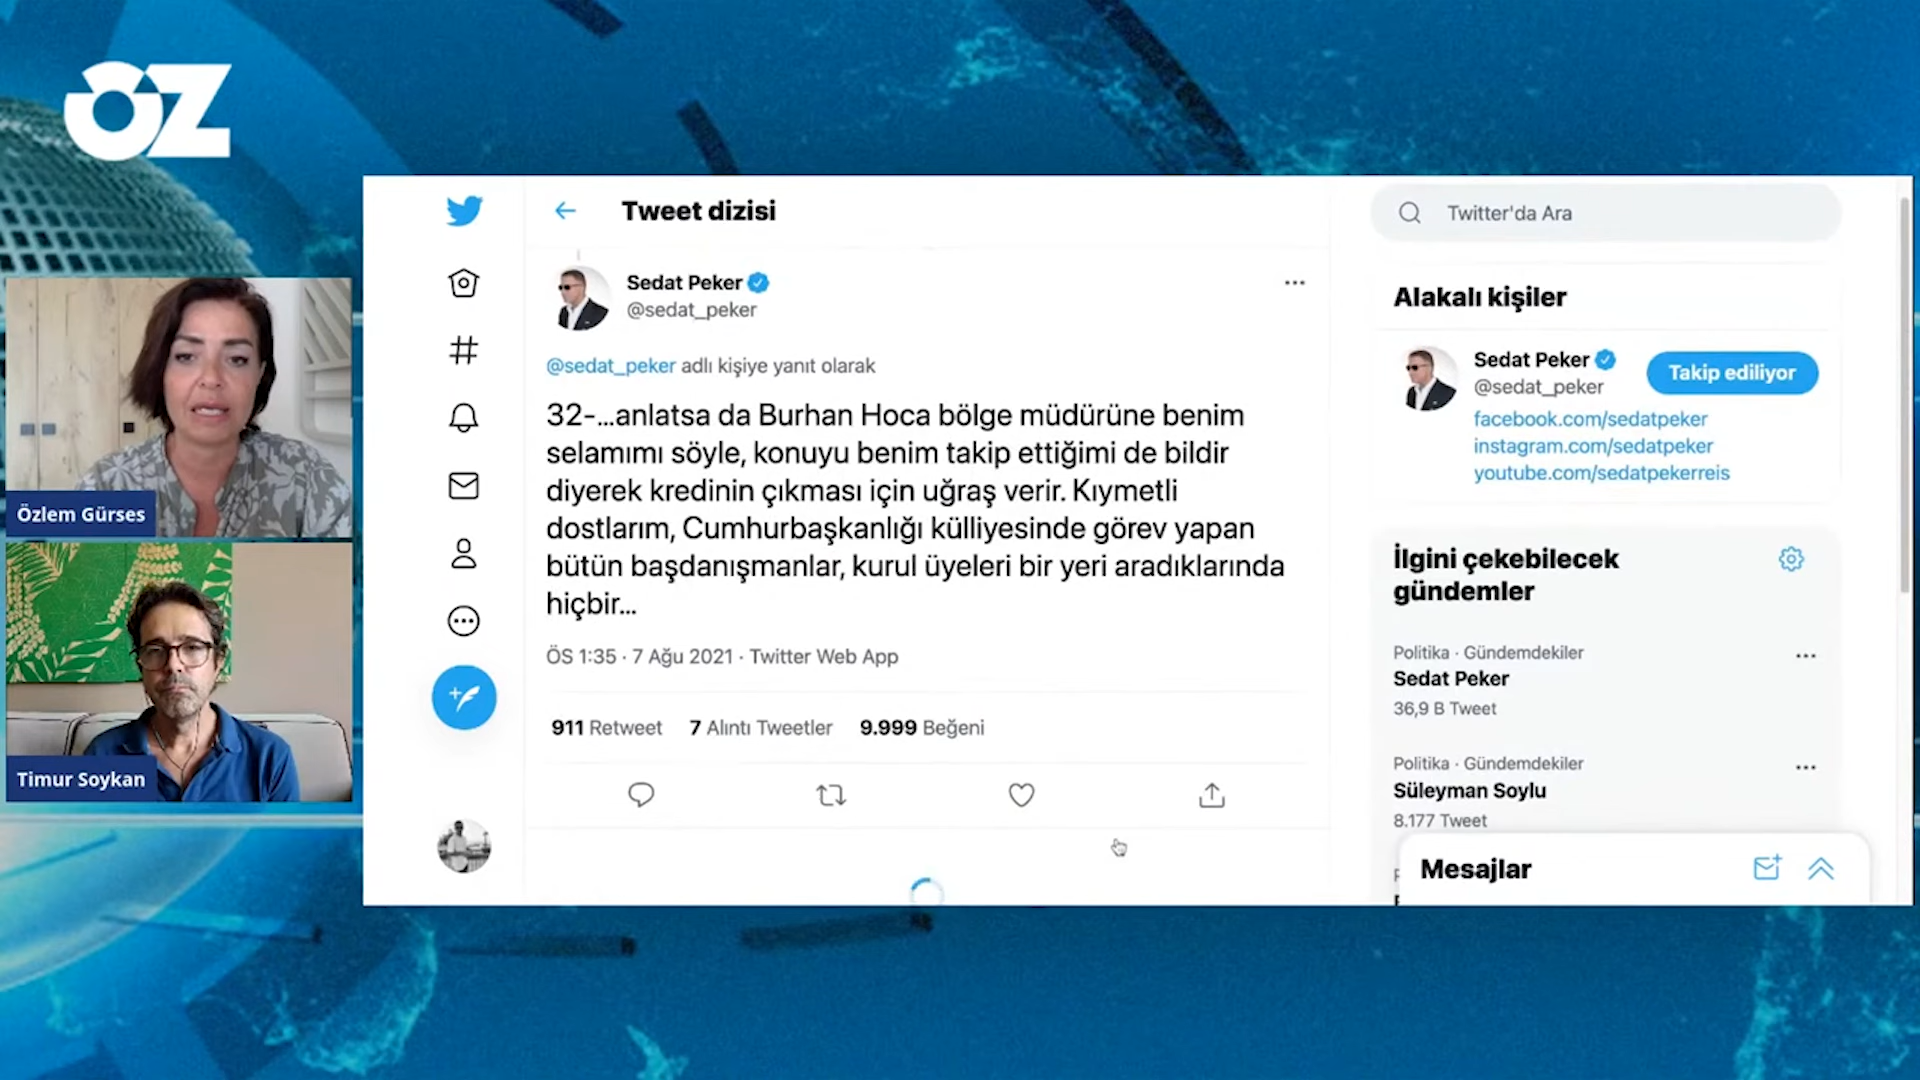 ÖZ
Özlem Gürses
Timur Soykan
Tweet dizisi
Sedat Peker
@sedat_peker
@sedat_peker adlı kişiye yanıt olarak
32-...anlatsa da Burhan Hoca bölge müdürüne benim
selamımı söyle, konuyu benim takip ettiğimi de bildir
diyerek kredinin çıkması için uğraş verir. Kıymetli
dostlarım, Cumhurbaşkanlığı külliyesinde görev yapan
bütün başdanışmanlar, kurul üyeleri bir yeri aradıklarında
hiçbir...
ÖS 1:35 · 7 Ağu 2021 · Twitter Web App
911 Retweet 7 Alıntı Tweetler 9.999 Beğeni
Twitter'da Ara
Alakalı kişiler
Sedat Peker
@sedat_peker
Takip ediliyor
facebook.com/sedatpeker
instagram.com/sedatpeker
youtube.com/sedatpekerreis
İlgini çekebilecek
gündemler
Politika · Gündemdekiler
Sedat Peker
36,9 B Tweet
Politika · Gündemdekiler
Süleyman Soylu
8.177 Tweet
Mesajlar